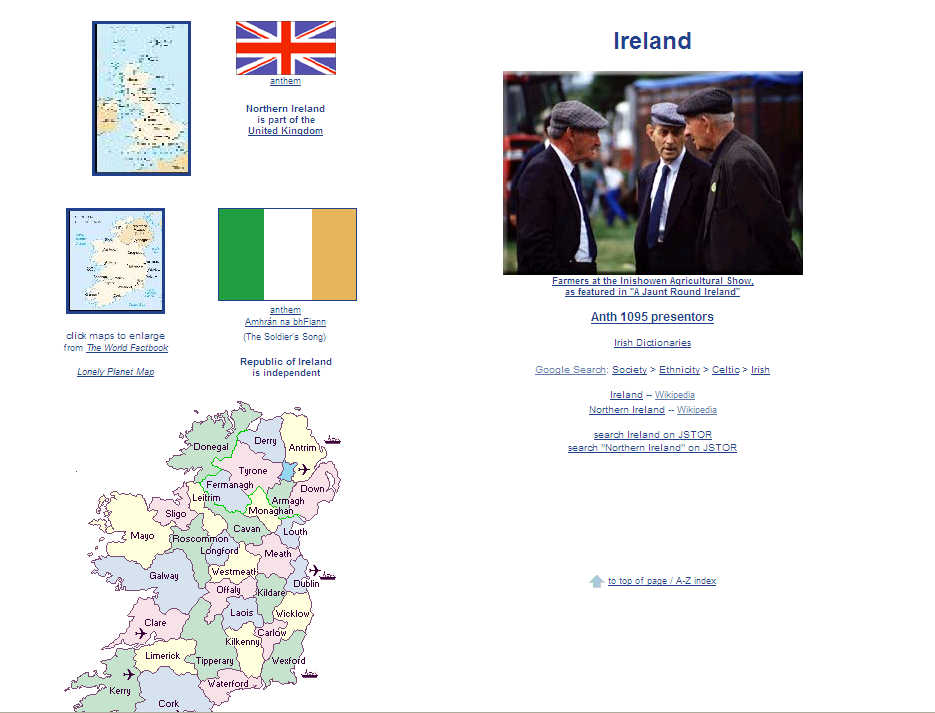 anthem
Northern Ireland
is part of the
United Kingdom
anthem
Amhrán na bhFiann
(The Soldier's Song)
Republic of Ireland
is independent
click maps to enlarge
from The World Factbook
Lonely Planet Map
Donegal
Derry
Antrim
Tyrone
Fermanagh
Down
Leitrim
Armagh
Monaghan
Sligo
Cavan
Louth
Mayo
Roscommon
Longford
Meath
Galway
Westmeath
Dublin
Offaly
Kildare
Laois
Wicklow
Clare
Carlow
Kilkenny
Limerick
Tipperary
Wexford
Kerry
Waterford
Cork
Ireland
Farmers at the Inishowen Agricultural Show,
as featured in "A Jaunt Round Ireland"
Anth 1095 presentors
Irish Dictionaries
Google Search: Society > Ethnicity > Celtic > Irish
Ireland -- Wikipedia
Northern Ireland -- Wikipedia
search Ireland on JSTOR
search "Northern Ireland" on JSTOR
to top of page / A-Z index